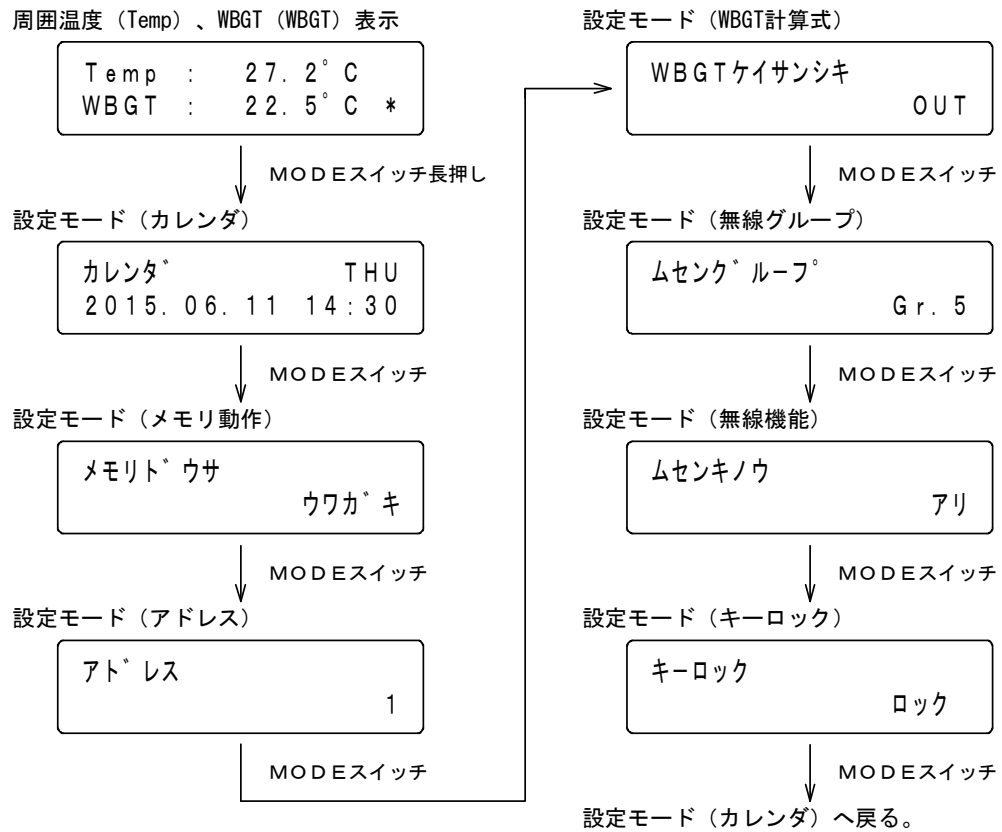 周囲温度（Temp）、WBGT（WBGT）表示
Temp : 27.2°C
WBGT : 22.5°C *
MODEスイッチ長押し
設定モード（カレンダ）
カレンダ゛ THU
2015.06.11 14:30
MODEスイッチ
設定モード（メモリ動作）
メモリト゛ウサ
ウワカ゛キ
MODEスイッチ
設定モード（アドレス）
アト゛レス
1
MODEスイッチ
設定モード（WBGT計算式）
WBGTケイサンシキ
OUT
MODEスイッチ
設定モード（無線グループ）
ムセンク゛ルーフ゜
Gr.5
MODEスイッチ
設定モード（無線機能）
ムセンキノウ
アリ
MODEスイッチ
設定モード（キーロック）
キーロック
ロック
MODEスイッチ
設定モード（カレンダ）へ戻る。